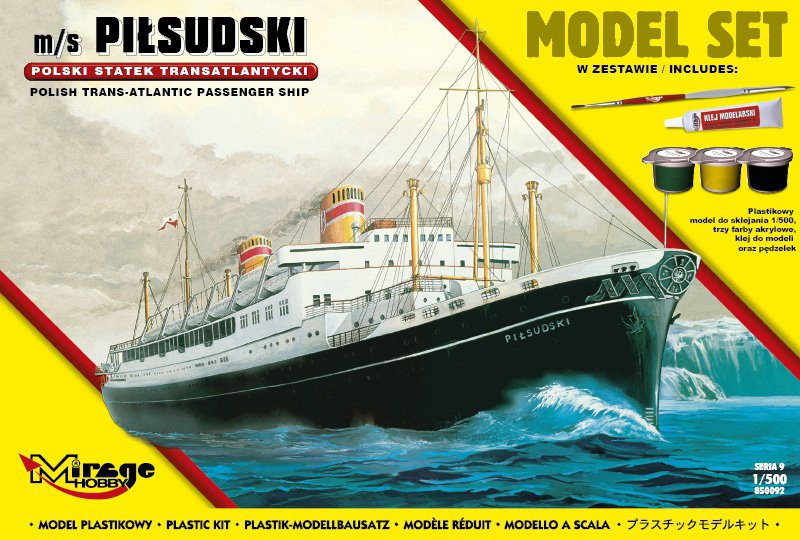 m/s PIŁSUDSKI
POLSKI STATEK TRANSATLANTYCKI
POLISH TRANS-ATLANTIC PASSENGER SHIP
MODEL SET
W ZESTAWIE / INCLUDES:
KLEJ MODELARSKI
Plastikowy
model do sklejania 1/500,
trzy farby akrylowe,
klej do modeli
oraz pędzelek
PIŁSUDSKI
Mirage
HOBBY
SERIA 9
1/500
850092
• MODEL PLASTIKOWY • PLASTIC KIT • PLASTIK-MODELLBAUSATZ • MODÈLE RÉDUIT • MODELLO A SCALA • プラスチックモデルキット •